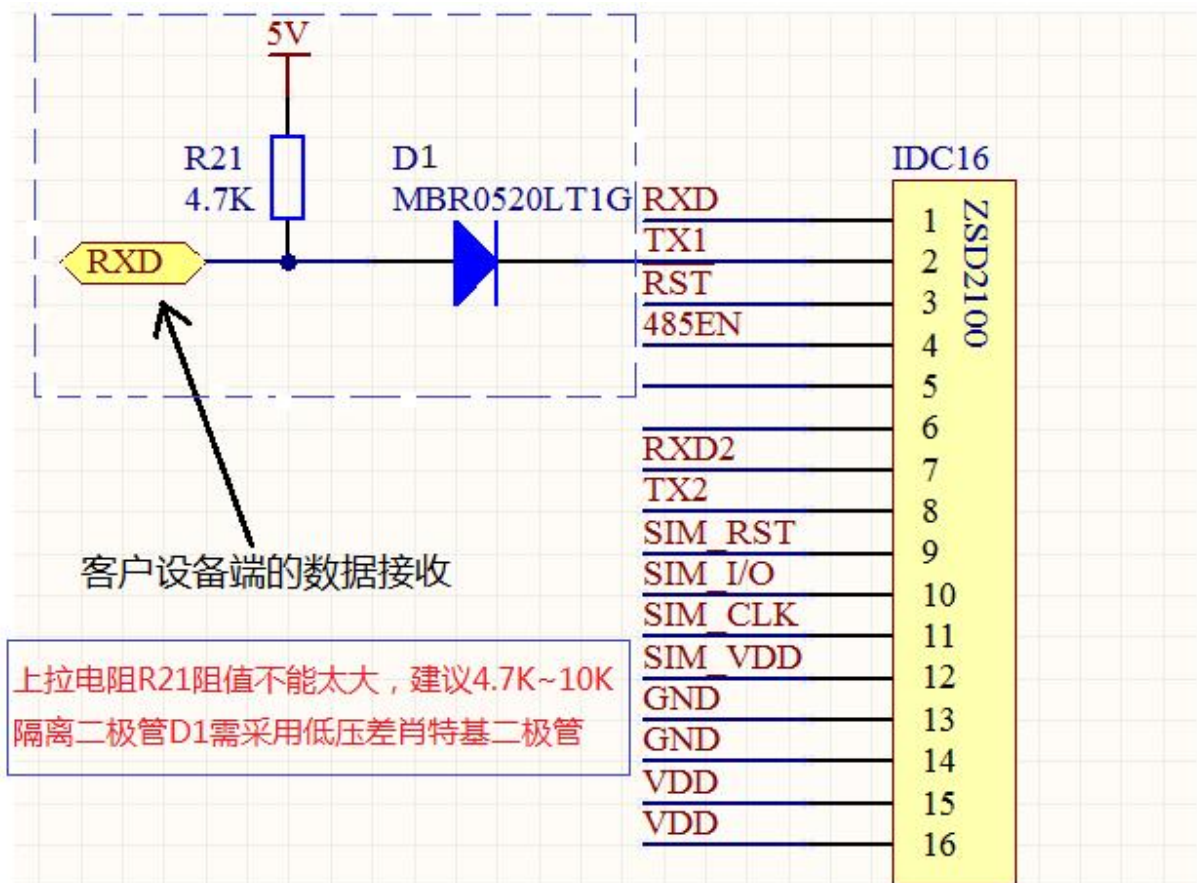 5V
R21
4.7K
D1
MBR0520LT1G
RXD
客户设备端的数据接收
上拉电阻R21阻值不能太大，建议4.7K~10K
隔离二极管D1需采用低压差肖特基二极管
IDC16
ZSD2100
RXD 1
TX1 2
RST 3
485EN 4
5
6
RXD2 7
TX2 8
SIM_RST 9
SIM_I/O 10
SIM_CLK 11
SIM_VDD 12
GND 13
GND 14
VDD 15
VDD 16